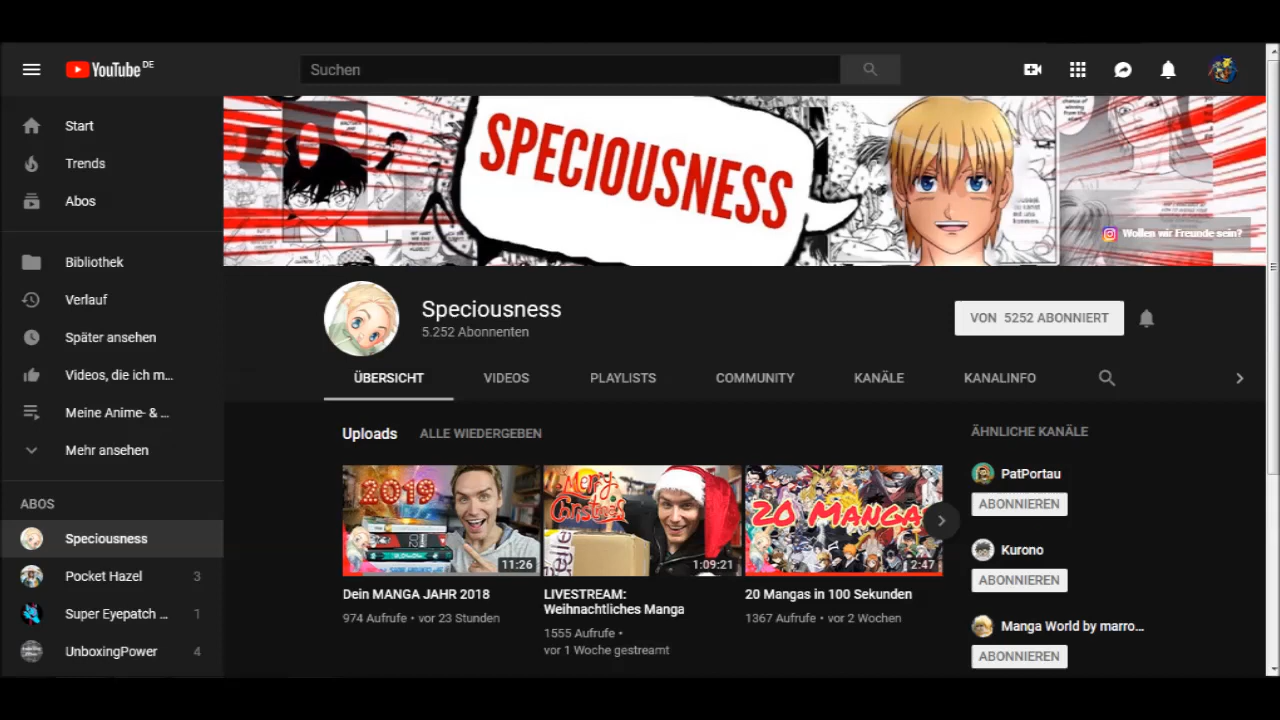 YouTube DE
Suchen
Start
Trends
Abos
Bibliothek
Verlauf
Später ansehen
Videos, die ich m...
Meine Anime- & ...
Mehr ansehen
ABOS
Speciousness
Pocket Hazel 3
Super Eyepatch ... 1
UnboxingPower 4
SPECIOUSNESS
Wollen wir Freunde sein?
Speciousness
5.252 Abonnenten
VON 5252 ABONNIERT
ÜBERSICHT VIDEOS PLAYLISTS COMMUNITY KANÄLE KANALINFO
Uploads ALLE WIEDERGEBEN
2019
11:26
Dein MANGA JAHR 2018
974 Aufrufe • vor 23 Stunden
Merry
Christmas
1:09:21
LIVESTREAM:
Weihnachtliches Manga
1555 Aufrufe •
vor 1 Woche gestreamt
20 MANGAS
2:47
20 Mangas in 100 Sekunden
1367 Aufrufe • vor 2 Wochen
ÄHNLICHE KANÄLE
PatPortau
ABONNIEREN
Kurono
ABONNIEREN
Manga World by marro...
ABONNIEREN